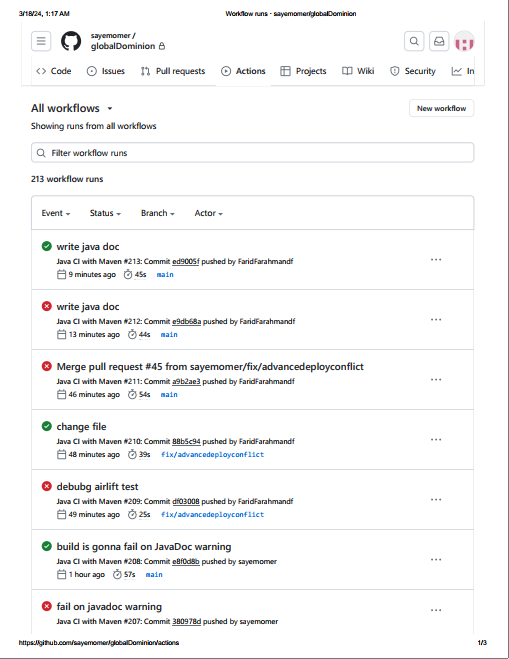 3/18/24, 1:17 AM Workflow runs · sayemomer/globalDominion
sayemomer /
globalDominion
Code Issues Pull requests Actions Projects Wiki Security In
All workflows New workflow
Showing runs from all workflows
Filter workflow runs
213 workflow runs
Event Status Branch Actor
write java doc
Java CI with Maven #213: Commit ed9005f pushed by FaridFarahmandf
9 minutes ago 45s main
write java doc
Java CI with Maven #212: Commit e9db68a pushed by FaridFarahmandf
13 minutes ago 44s main
Merge pull request #45 from sayemomer/fix/advancedeployconflict
Java CI with Maven #211: Commit a9b2ae3 pushed by FaridFarahmandf
46 minutes ago 54s main
change file
Java CI with Maven #210: Commit 88b5c94 pushed by FaridFarahmandf
48 minutes ago 39s fix/advancedeployconflict
debubg airlift test
Java CI with Maven #209: Commit df03008 pushed by FaridFarahmandf
49 minutes ago 25s fix/advancedeployconflict
build is gonna fail on JavaDoc warning
Java CI with Maven #208: Commit e8f0d8b pushed by sayemomer
1 hour ago 57s main
fail on javadoc warning
Java CI with Maven #207: Commit 380978d pushed by sayemomer
https://github.com/sayemomer/globalDominion/actions 1/3